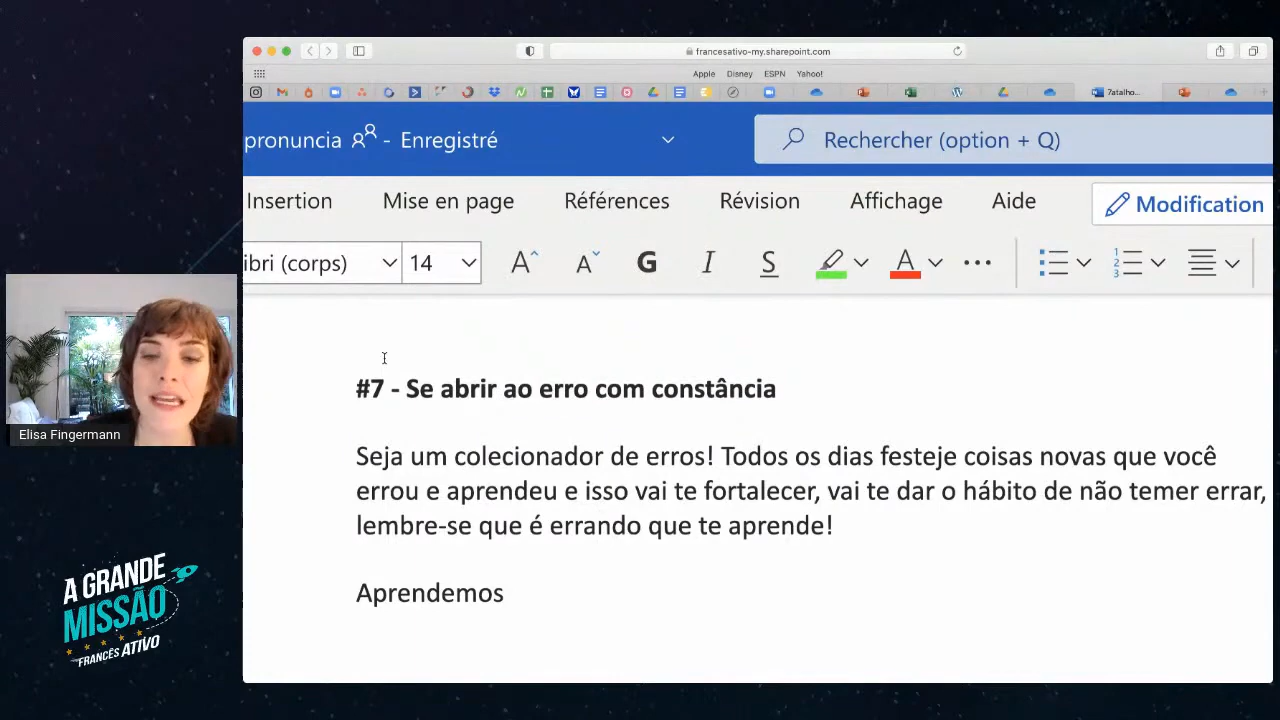 francesativo-my.sharepoint.com
Apple Disney ESPN Yahoo!
7atalho...
pronuncia - Enregistré
Rechercher (option + Q)
Insertion Mise en page Références Révision Affichage Aide Modification
ibri (corps) 14 G I S A
#7 - Se abrir ao erro com constância
Seja um colecionador de erros! Todos os dias festeje coisas novas que você
errou e aprendeu e isso vai te fortalecer, vai te dar o hábito de não temer errar,
lembre-se que é errando que te aprende!
Aprendemos
Elisa Fingermann
A GRANDE
MISSÃO
FRANCÊS ATIVO